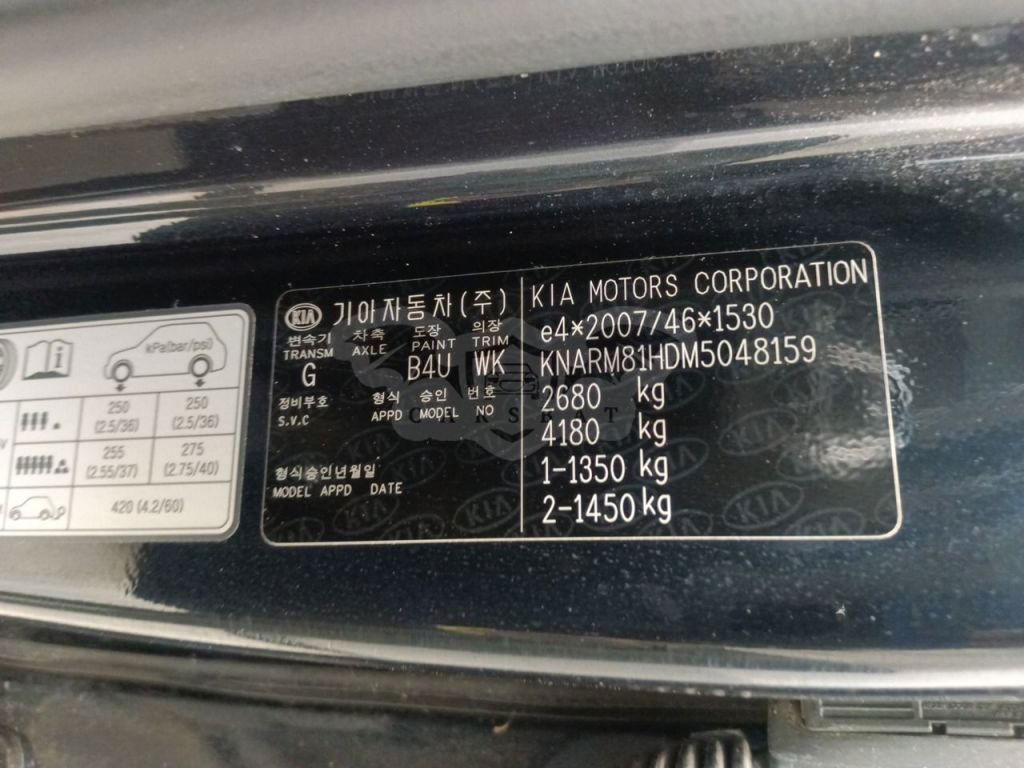 KIA 기아자동차(주)
변속기 차축 도장 의장
TRANSM AXLE PAINT TRIM
G B4U WK
정비부호 형식 승인 번호
S.V.C APPD MODEL NO
형식승인년월일
MODEL APPD DATE
KIA MOTORS CORPORATION
e4*2007/46*1530
KNARM81HDM5048159
2680 kg
4180 kg
1-1350 kg
2-1450 kg
kPa(bar/psi)
250 250
(2.5/36) (2.5/36)
255 275
(2.55/37) (2.75/40)
420 (4.2/60)